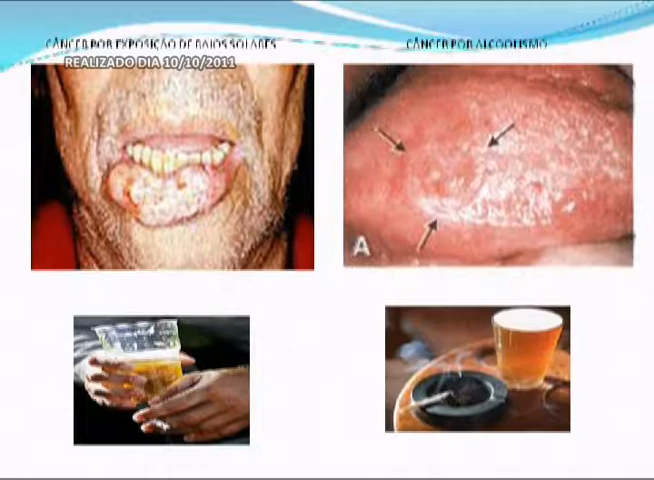 CÂNCER POR EXPOSIÇÃO DE RAIOS SOLARES
CÂNCER POR ALCOOLISMO
REALIZADO DIA 10/10/2011
A